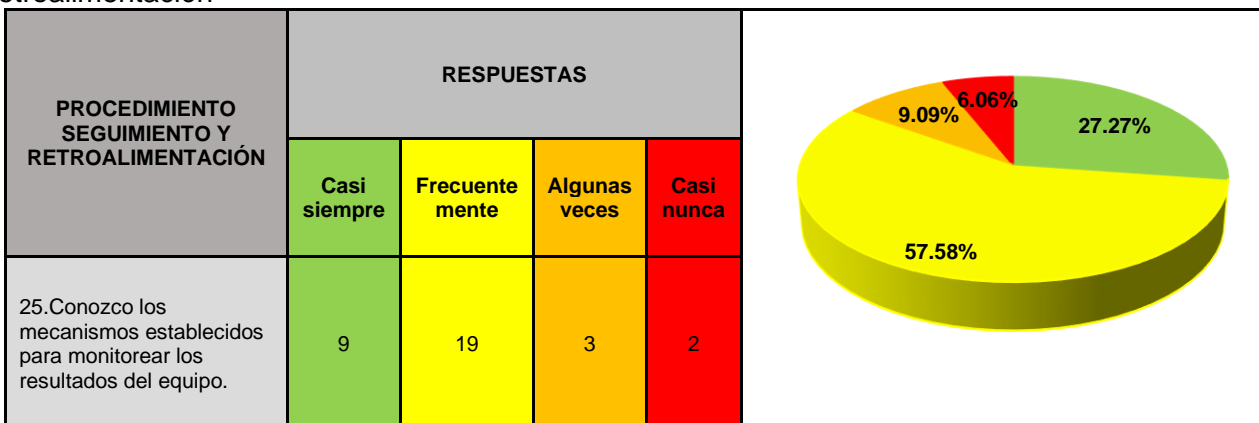 etroalimentación
PROCEDIMIENTO
SEGUIMIENTO Y
RETROALIMENTACIÓN
RESPUESTAS
Casi
siempre
Frecuente
mente
Algunas
veces
Casi
nunca
25.Conozco los
mecanismos establecidos
para monitorear los
resultados del equipo.
9
19
3
2
9.09%
6.06%
27.27%
57.58%